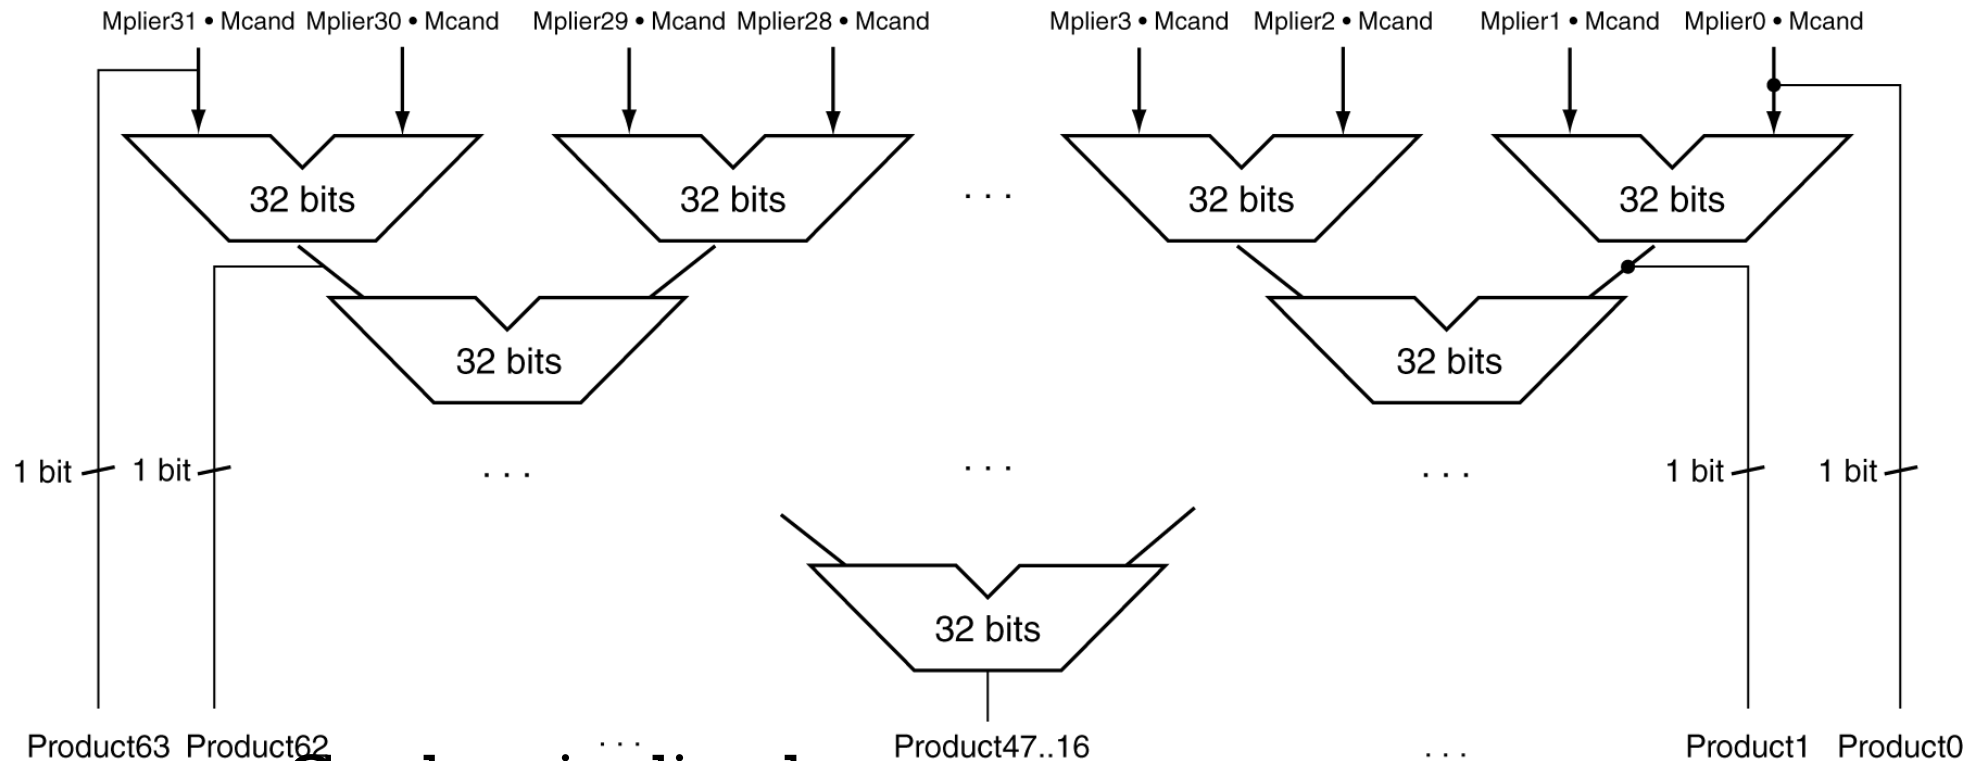 Mplier31 • Mcand Mplier30 • Mcand Mplier29 • Mcand Mplier28 • Mcand Mplier3 • Mcand Mplier2 • Mcand Mplier1 • Mcand Mplier0 • Mcand
32 bits 32 bits . . . 32 bits 32 bits
32 bits 32 bits
1 bit 1 bit . . . . . . . . . 1 bit 1 bit
32 bits
Product63 Product62 . . . Product47..16 . . . Product1 Product0